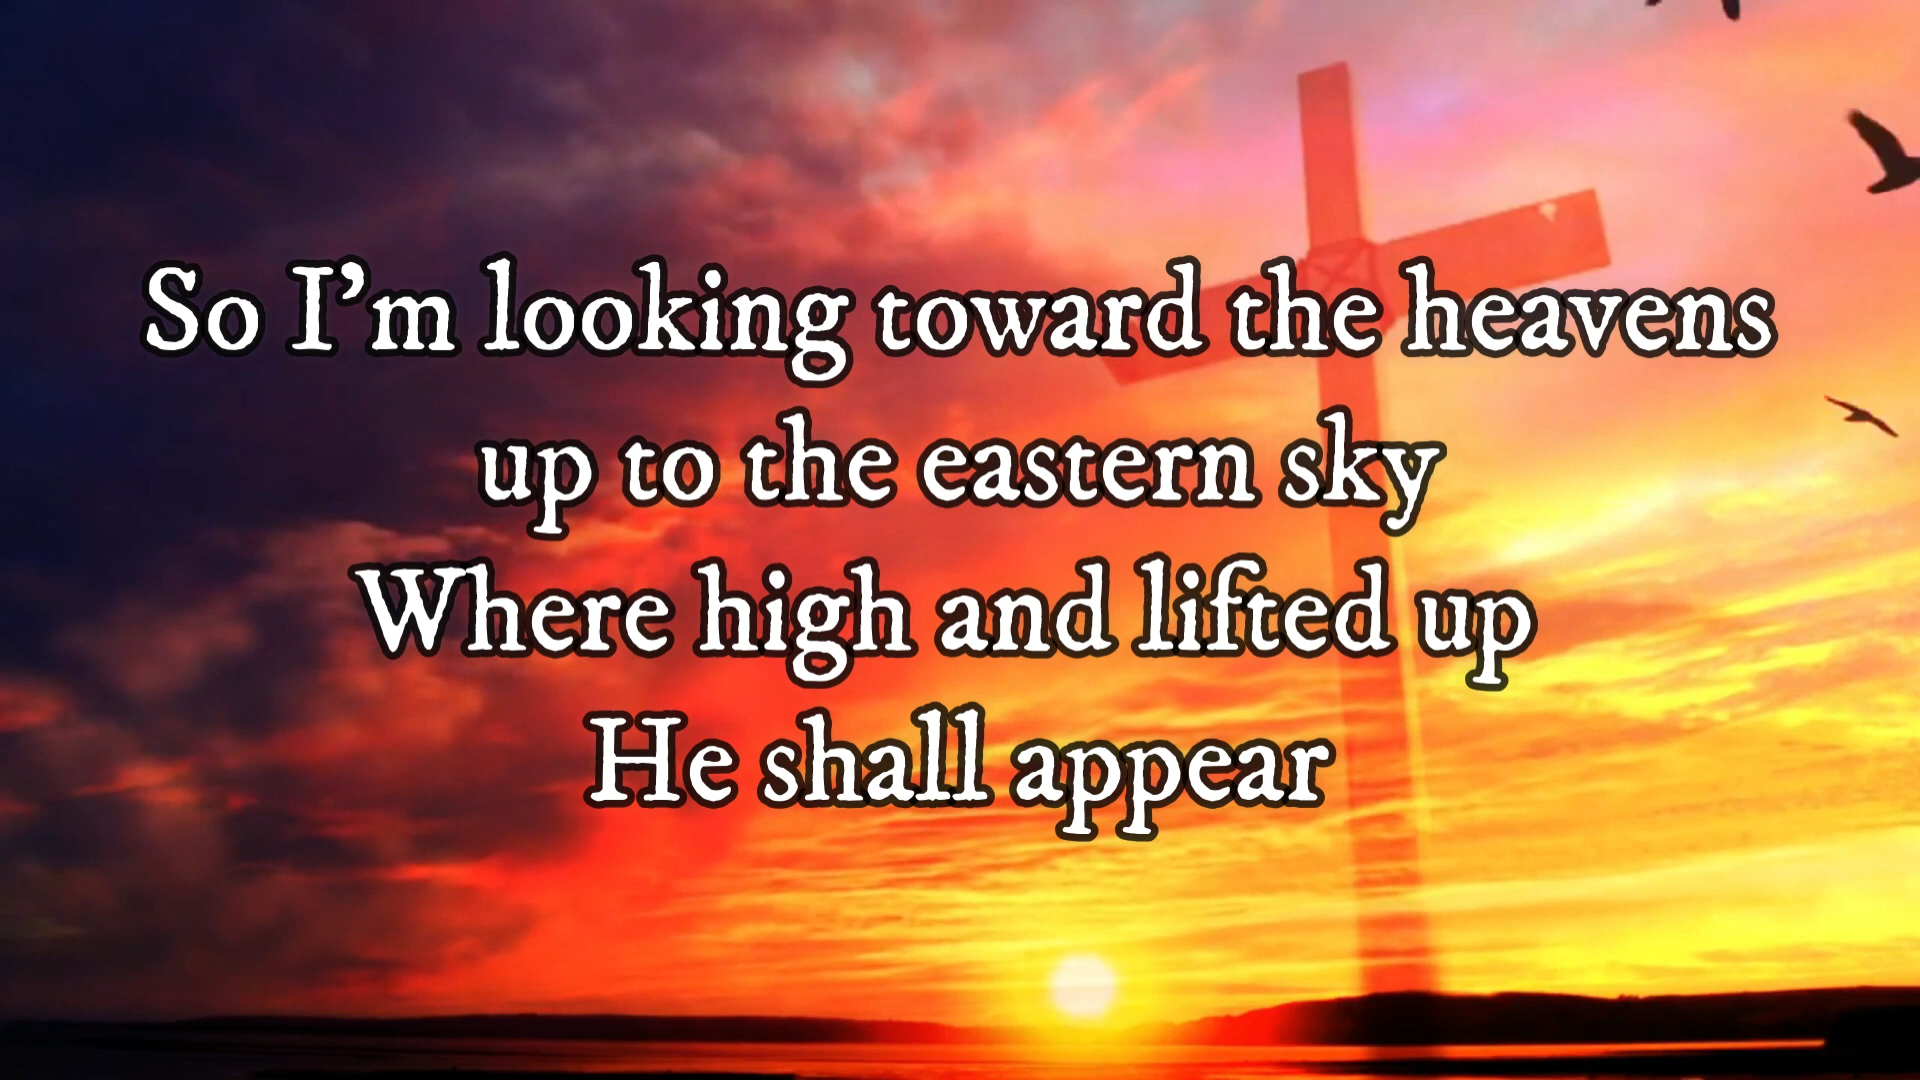 So I'm looking toward the heavens
up to the eastern sky
Where high and lifted up
He shall appear